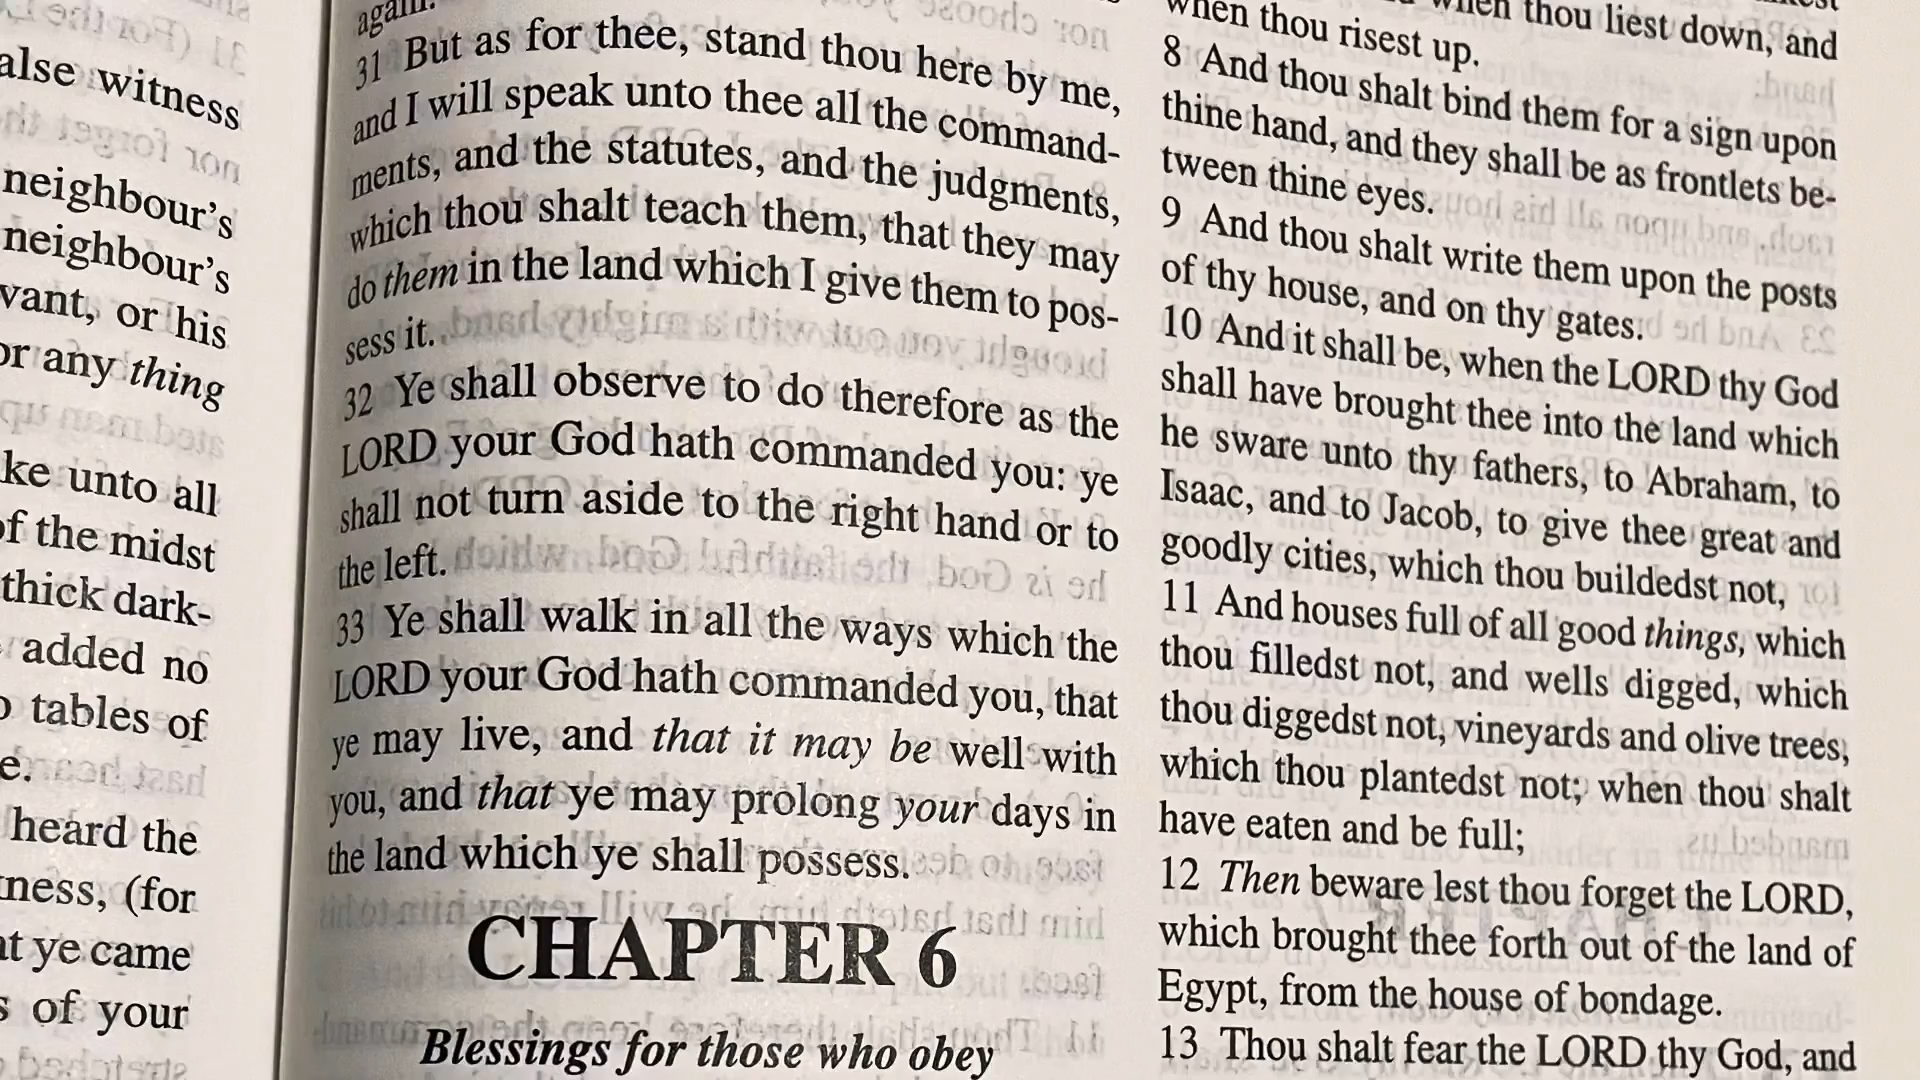 alse witness
neighbour's
neighbour's
vant, or his
or any thing
ke unto all
of the midst
thick dark-
added no
tables of
e.
heard the
ness, (for
at ye came
s of your
again.
31 But as for thee, stand thou here by me,
and I will speak unto thee all the command-
ments, and the statutes, and the judgments,
which thou shalt teach them, that they may
do them in the land which I give them to pos-
sess it.
32 Ye shall observe to do therefore as the
LORD your God hath commanded you: ye
shall not turn aside to the right hand or to
the left.
33 Ye shall walk in all the ways which the
LORD your God hath commanded you, that
ye may live, and that it may be well with
you, and that ye may prolong your days in
the land which ye shall possess.
CHAPTER 6
Blessings for those who obey
when thou liest down, and
when thou risest up.
8 And thou shalt bind them for a sign upon
thine hand, and they shall be as frontlets be-
tween thine eyes.
9 And thou shalt write them upon the posts
of thy house, and on thy gates.
10 And it shall be, when the LORD thy God
shall have brought thee into the land which
he sware unto thy fathers, to Abraham, to
Isaac, and to Jacob, to give thee great and
goodly cities, which thou buildedst not,
11 And houses full of all good things, which
thou filledst not, and wells digged, which
thou diggedst not, vineyards and olive trees,
which thou plantedst not; when thou shalt
have eaten and be full;
12 Then beware lest thou forget the LORD,
which brought thee forth out of the land of
Egypt, from the house of bondage.
13 Thou shalt fear the LORD thy God, and